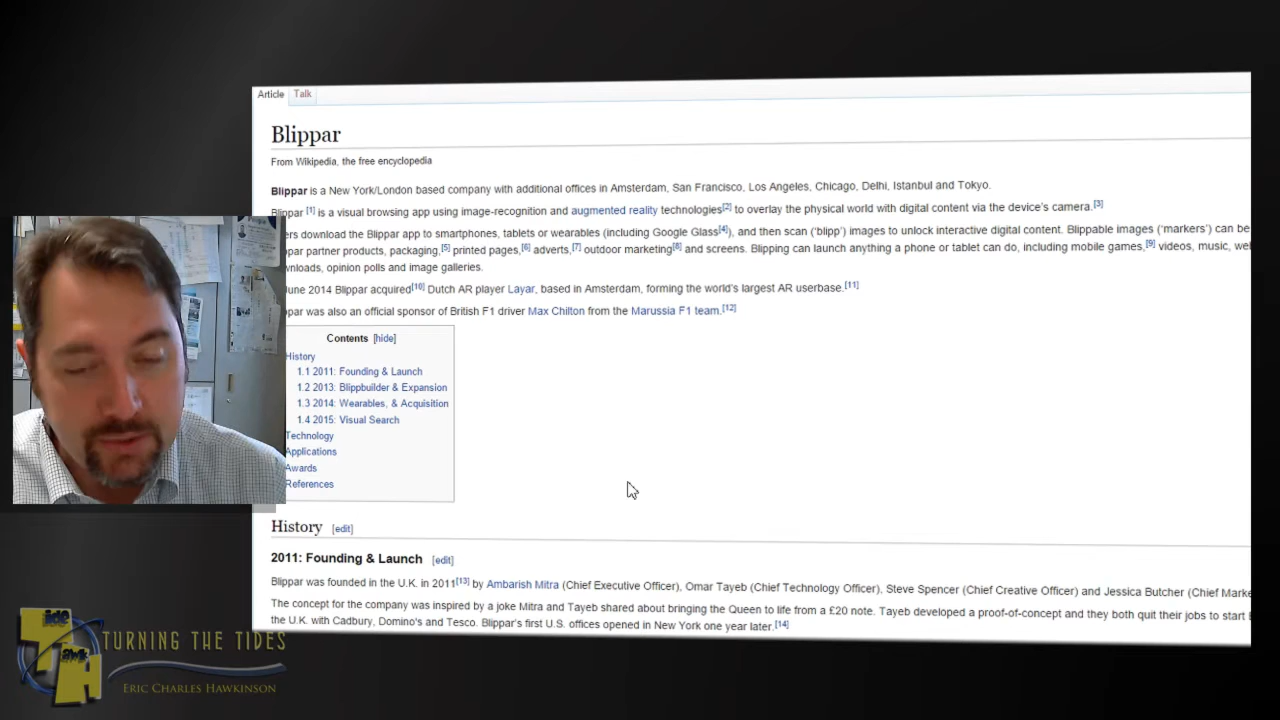 Article Talk
Blippar
From Wikipedia, the free encyclopedia
Blippar is a New York/London based company with additional offices in Amsterdam, San Francisco, Los Angeles, Chicago, Delhi, Istanbul and Tokyo.
Blippar [1] is a visual browsing app using image-recognition and augmented reality technologies[2] to overlay the physical world with digital content via the device's camera.[3]
download the Blippar app to smartphones, tablets or wearables (including Google Glass[4]), and then scan ('blipp') images to unlock interactive digital content. Blippable images ('markers') can be
partner products, packaging,[5] printed pages,[6] adverts,[7] outdoor marketing[8] and screens. Blipping can launch anything a phone or tablet can do, including mobile games,[9] videos, music,
opinion polls and image galleries.
June 2014 Blippar acquired[10] Dutch AR player Layar, based in Amsterdam, forming the world's largest AR userbase.[11]
was also an official sponsor of British F1 driver Max Chilton from the Marussia F1 team.[12]
Contents [hide]
History
1.1 2011: Founding & Launch
1.2 2013: Blippbuilder & Expansion
1.3 2014: Wearables, & Acquisition
1.4 2015: Visual Search
Technology
Applications
Awards
References
History [edit]
2011: Founding & Launch [edit]
Blippar was founded in the U.K. in 2011[13] by Ambarish Mitra (Chief Executive Officer), Omar Tayeb (Chief Technology Officer), Steve Spencer (Chief Creative Officer) and Jessica Butcher (Chief
The concept for the company was inspired by a joke Mitra and Tayeb shared about bringing the Queen to life from a £20 note. Tayeb developed a proof-of-concept and they both quit their jobs to start
the U.K. with Cadbury, Domino's and Tesco. Blippar's first U.S. offices opened in New York one year later.[14]
TURNING THE TIDES
ERIC CHARLES HAWKINSON